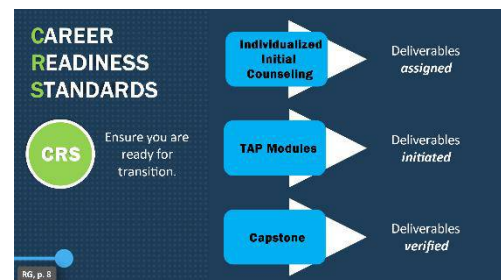 CAREER
READINESS
STANDARDS
CRS
Ensure you are
ready for
transition.
Individualized
Initial
Counseling
Deliverables
assigned
TAP Modules
Deliverables
initiated
Capstone
Deliverables
verified
RG, p. 8